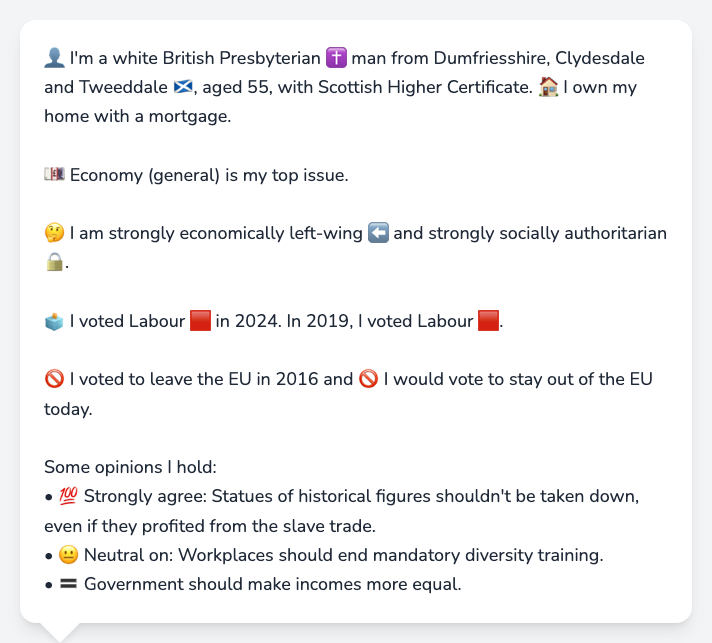 👤 I'm a white British Presbyterian ✝️ man from Dumfriesshire, Clydesdale
and Tweeddale 🏴󠁧󠁢󠁳󠁣󠁴󠁿, aged 55, with Scottish Higher Certificate. 🏠 I own my
home with a mortgage.
💷 Economy (general) is my top issue.
🤔 I am strongly economically left-wing ⬅️ and strongly socially authoritarian
🔒.
🗳️ I voted Labour 🟥 in 2024. In 2019, I voted Labour 🟥.
🚫 I voted to leave the EU in 2016 and 🚫 I would vote to stay out of the EU
today.
Some opinions I hold:
• 💯 Strongly agree: Statues of historical figures shouldn't be taken down,
even if they profited from the slave trade.
• 😐 Neutral on: Workplaces should end mandatory diversity training.
• 🟰 Government should make incomes more equal.